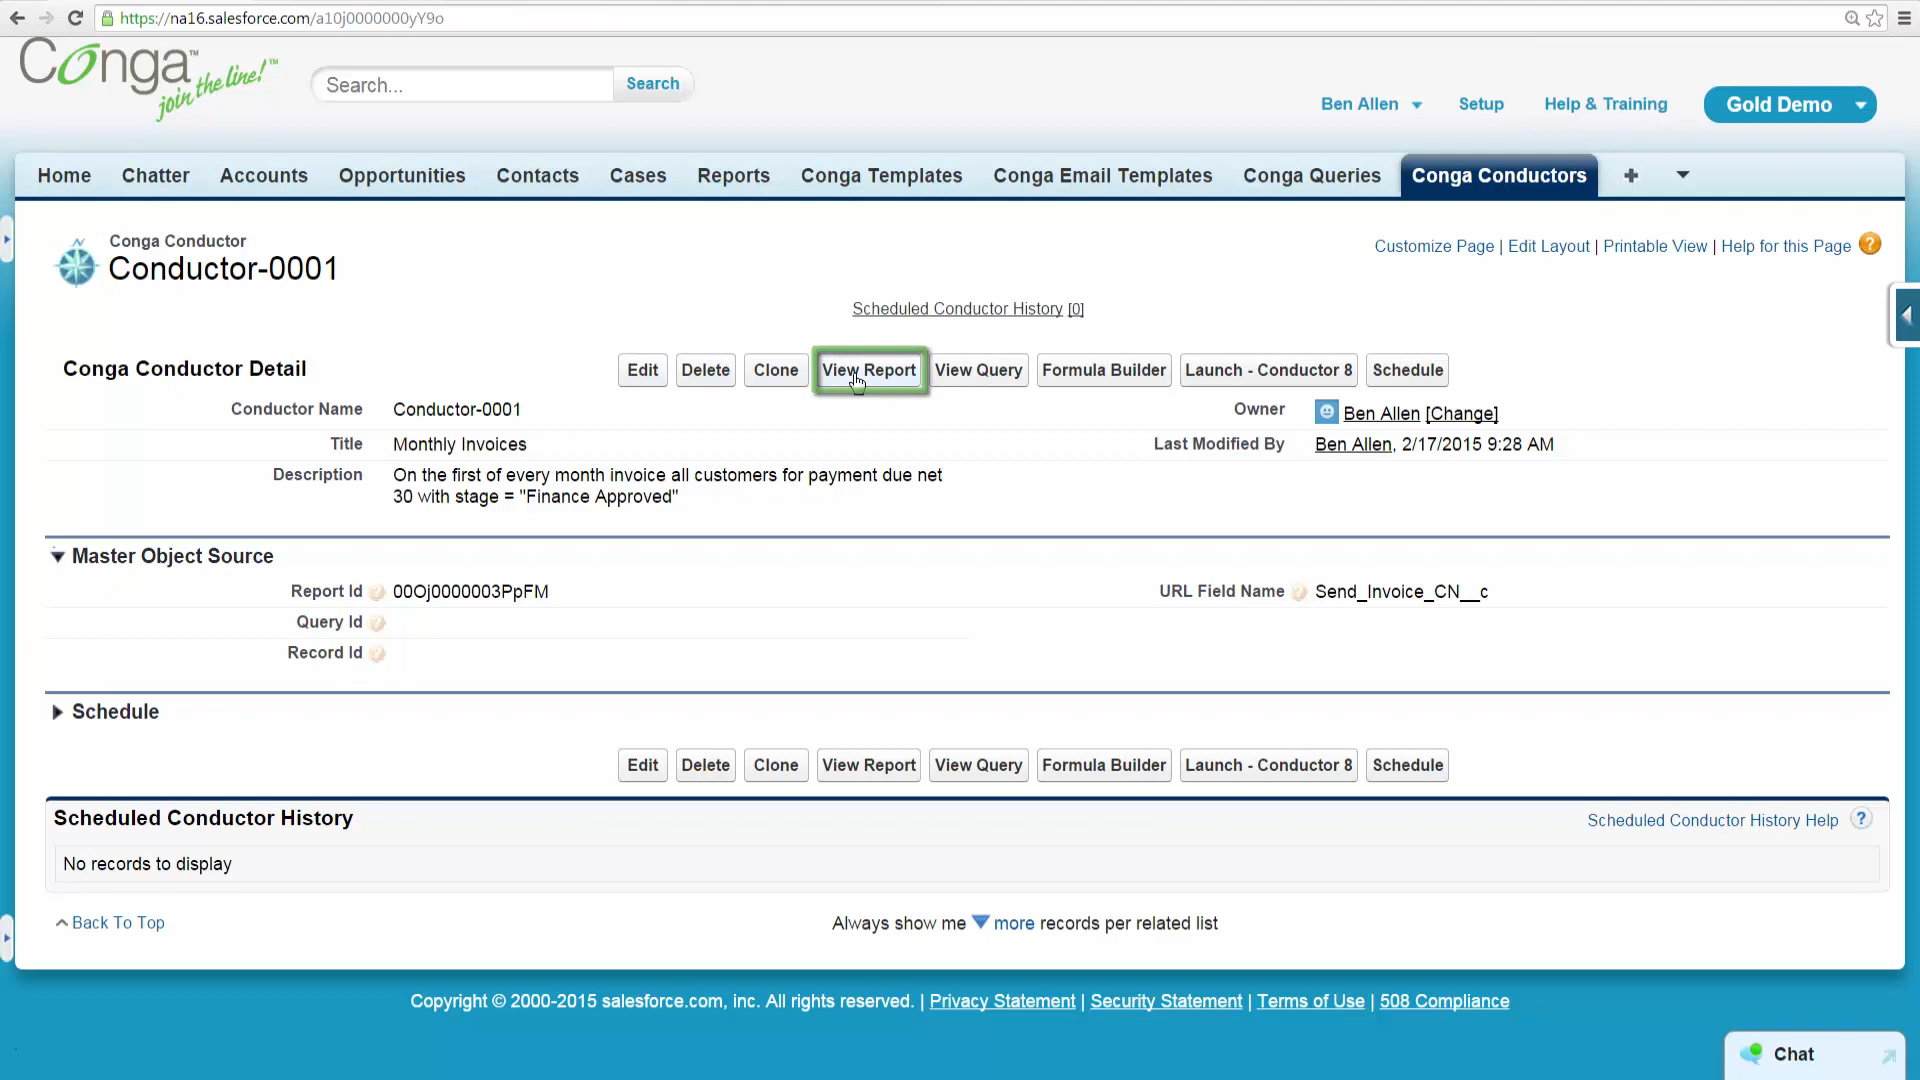 https://na16.salesforce.com/a10j0000000yY9o
Conga™
join the line!™
Search...
Search
Ben Allen
Setup
Help & Training
Gold Demo
Home
Chatter
Accounts
Opportunities
Contacts
Cases
Reports
Conga Templates
Conga Email Templates
Conga Queries
Conga Conductors
Conga Conductor
Conductor-0001
Customize Page | Edit Layout | Printable View | Help for this Page
Scheduled Conductor History [0]
Conga Conductor Detail
Edit
Delete
Clone
View Report
View Query
Formula Builder
Launch - Conductor 8
Schedule
Conductor Name Conductor-0001
Owner Ben Allen [Change]
Title Monthly Invoices
Last Modified By Ben Allen, 2/17/2015 9:28 AM
Description On the first of every month invoice all customers for payment due net
30 with stage = "Finance Approved"
Master Object Source
Report Id 00Oj0000003PpFM
URL Field Name Send_Invoice_CN__c
Query Id
Record Id
Schedule
Edit
Delete
Clone
View Report
View Query
Formula Builder
Launch - Conductor 8
Schedule
Scheduled Conductor History
Scheduled Conductor History Help ?
No records to display
Back To Top
Always show me more records per related list
Copyright © 2000-2015 salesforce.com, inc. All rights reserved. | Privacy Statement | Security Statement | Terms of Use | 508 Compliance
Chat